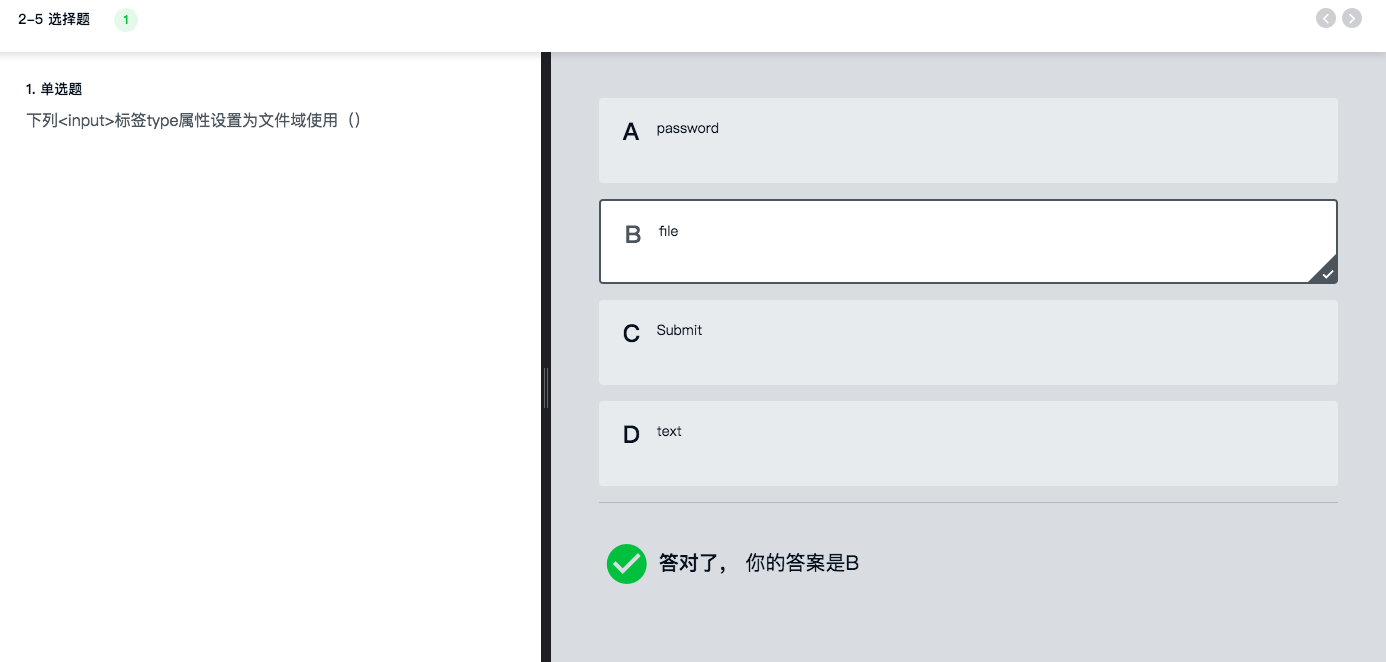 2-5 选择题 1
1. 单选题
下列<input>标签type属性设置为文件域使用（）
A password
B file
C Submit
D text
答对了， 你的答案是B